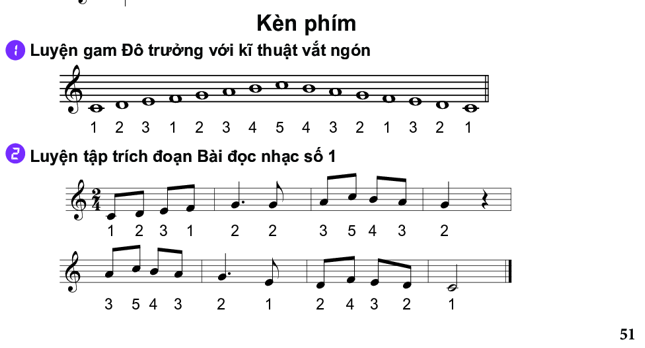 Kèn phím
1 Luyện gam Đô trưởng với kĩ thuật vắt ngón
1 2 3 1 2 3 4 5 4 3 2 1 3 2 1
2 Luyện tập trích đoạn Bài đọc nhạc số 1
2
4
1 2 3 1 2 2 3 5 4 3 2
3 5 4 3 2 1 2 4 3 2 1
51